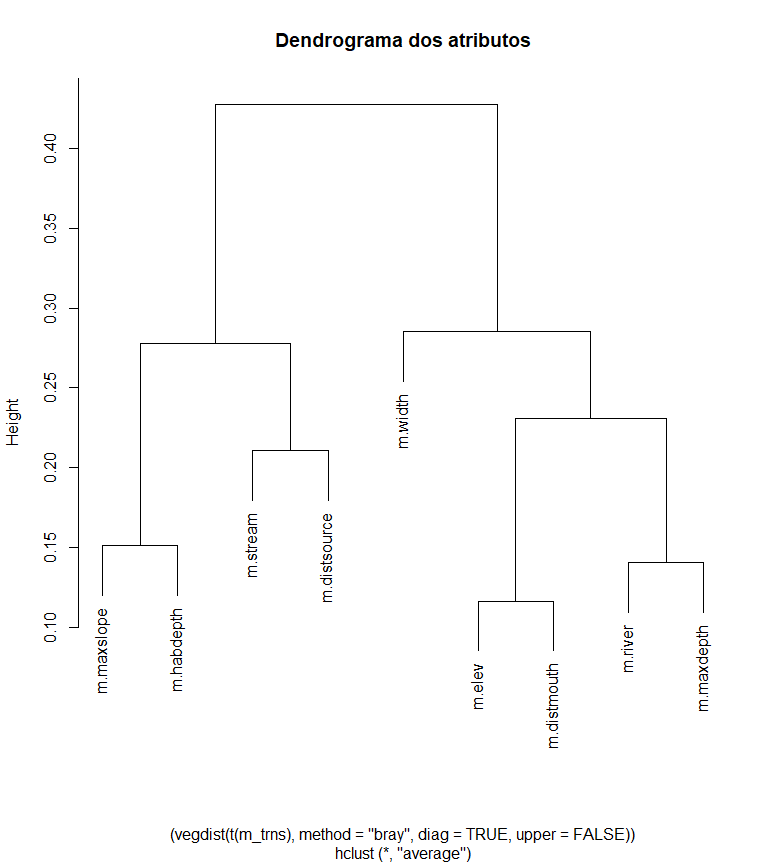 Dendrograma dos atributos
Height
0.40
0.35
0.30
0.25
0.20
0.15
0.10
m.maxslope
m.habdepth
m.stream
m.distsource
m.width
m.elev
m.distmouth
m.river
m.maxdepth
(vegdist(t(m_trns), method = "bray", diag = TRUE, upper = FALSE))
hclust (*, "average")